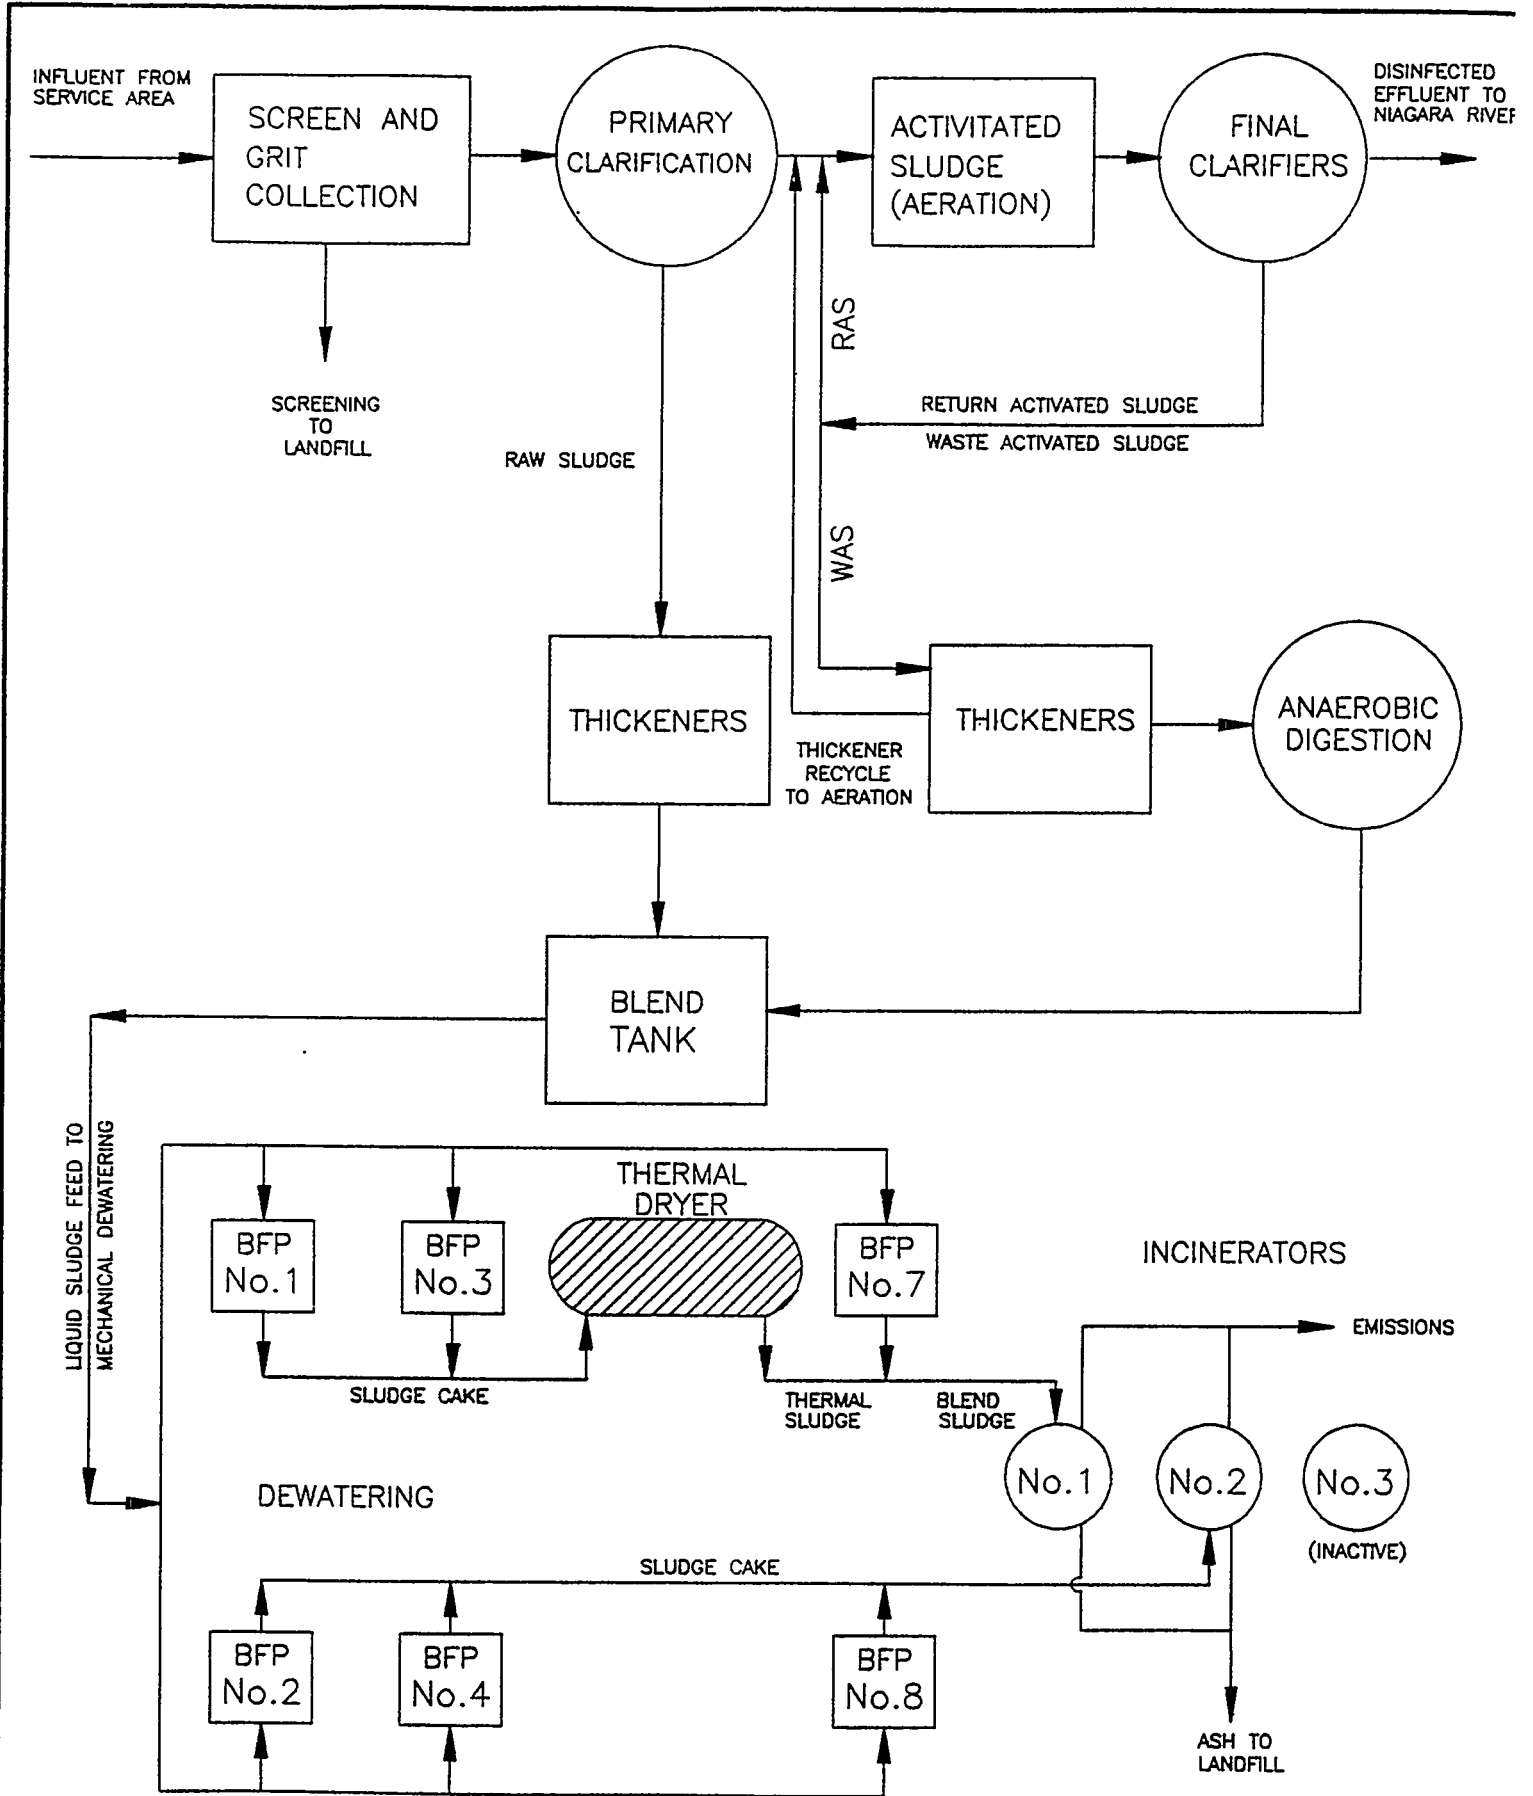 INFLUENT FROM
SERVICE AREA
SCREEN AND
GRIT
COLLECTION
PRIMARY
CLARIFICATION
ACTIVITATED
SLUDGE
(AERATION)
FINAL
CLARIFIERS
DISINFECTED
EFFLUENT TO
NIAGARA RIVER
SCREENING
TO
LANDFILL
RAW SLUDGE
RAS
RETURN ACTIVATED SLUDGE
WASTE ACTIVATED SLUDGE
WAS
THICKENERS
THICKENER
RECYCLE
TO AERATION
THICKENERS
ANAEROBIC
DIGESTION
BLEND
TANK
LIQUID SLUDGE FEED TO
MECHANICAL DEWATERING
BFP
No.1
BFP
No.3
THERMAL
DRYER
BFP
No.7
INCINERATORS
EMISSIONS
SLUDGE CAKE
THERMAL
SLUDGE
BLEND
SLUDGE
No.1
No.2
No.3
(INACTIVE)
DEWATERING
SLUDGE CAKE
BFP
No.2
BFP
No.4
BFP
No.8
ASH TO
LANDFILL